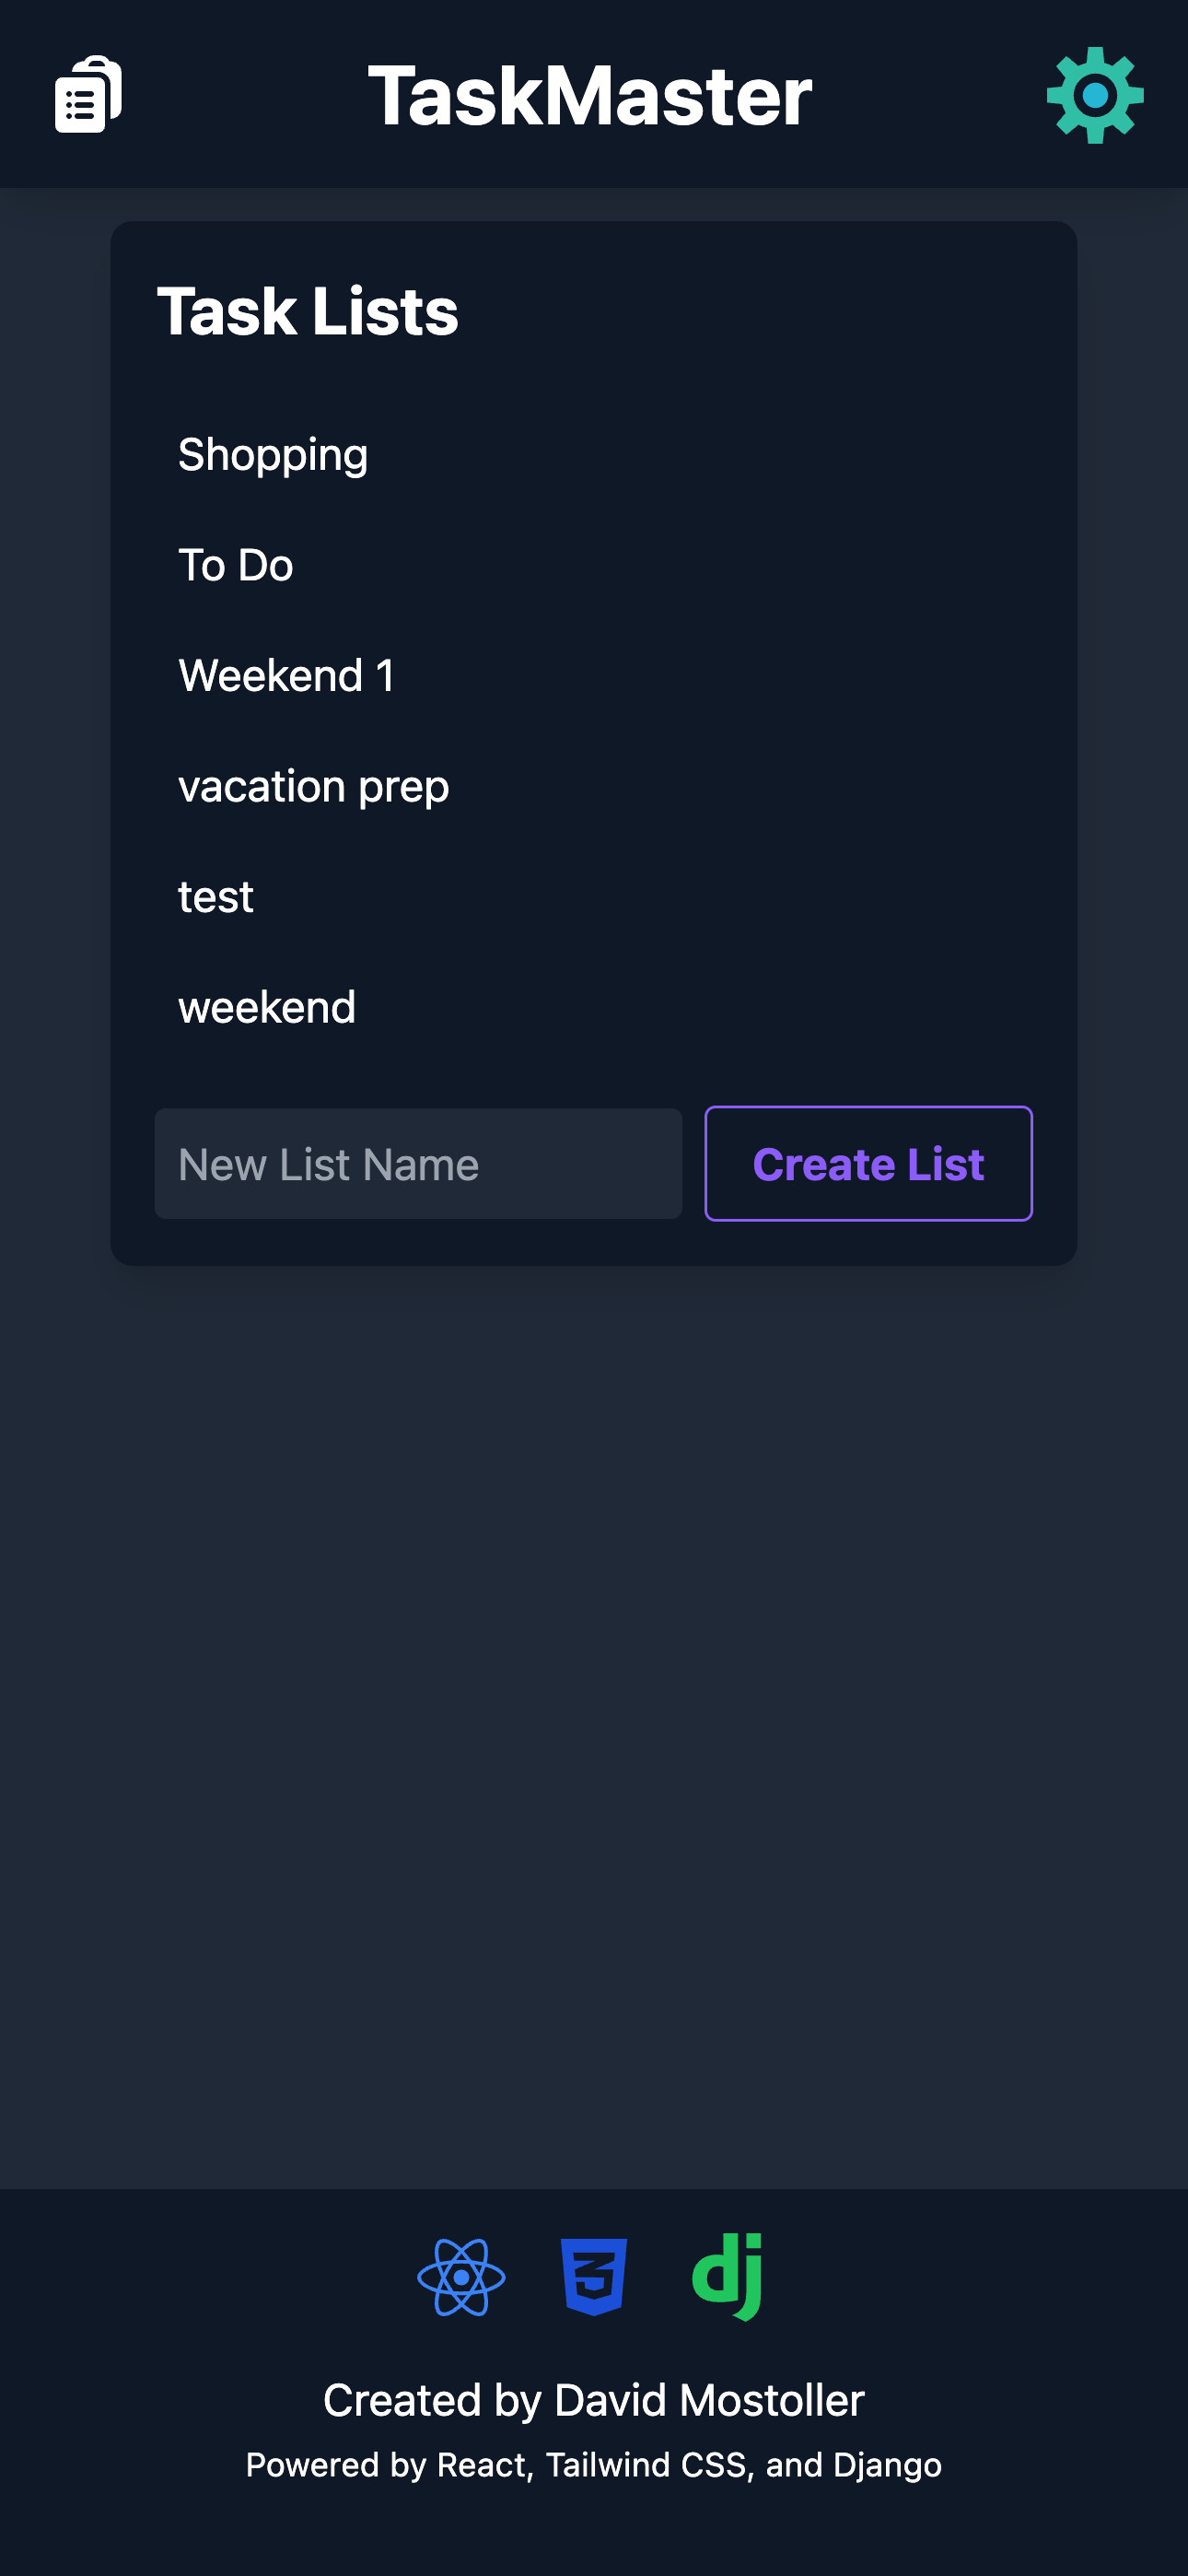 TaskMaster
Task Lists
Shopping
To Do
Weekend 1
vacation prep
test
weekend
New List Name
Create List
3
dj
Created by David Mostoller
Powered by React, Tailwind CSS, and Django